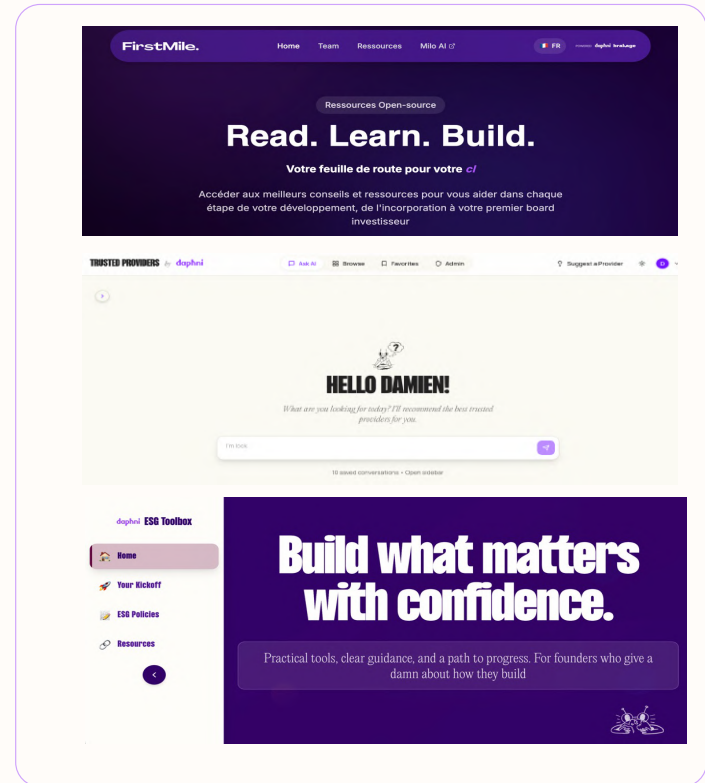 FirstMile.
Home Team Ressources Milo AI
FR daphni breega
Ressources Open-source
Read. Learn. Build.
Votre feuille de route pour votre cl
Accéder aux meilleurs conseils et ressources pour vous aider dans chaque
étape de votre développement, de l'incorporation à votre premier board
investisseur
TRUSTED PROVIDERS by daphni
Ask AI Browse Favorites Admin
Suggest a Provider D
?
HELLO DAMIEN!
What are you looking for today? I'll recommend the best trusted
providers for you.
I'm look
saved conversations • Open sidebar
daphni ESG Toolbox
Home
Your Kickoff
ESG Policies
Resources
Build what matters
with confidence.
Practical tools, clear guidance, and a path to progress. For founders who give a
damn about how they build